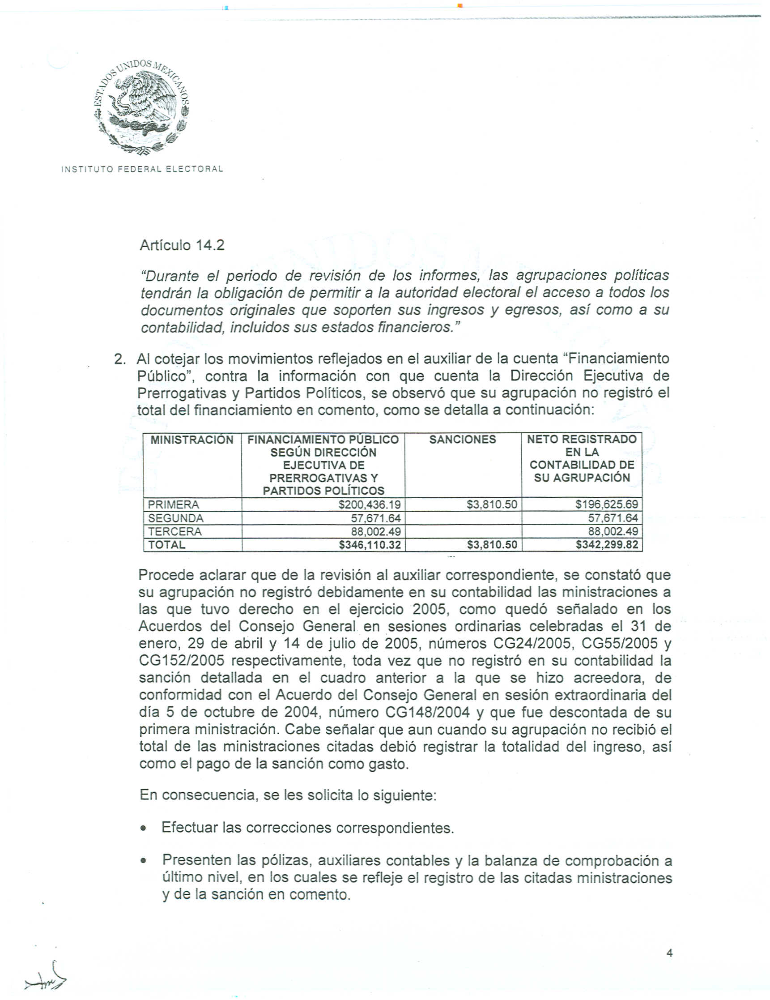 ESTADOS UNIDOS MEXICANOS
INSTITUTO FEDERAL ELECTORAL
Artículo 14.2
“Durante el periodo de revisión de los informes, las agrupaciones políticas
tendrán la obligación de permitir a la autoridad electoral el acceso a todos los
documentos originales que soporten sus ingresos y egresos, así como a su
contabilidad, incluidos sus estados financieros.”
2. Al cotejar los movimientos reflejados en el auxiliar de la cuenta “Financiamiento
Público”, contra la información con que cuenta la Dirección Ejecutiva de
Prerrogativas y Partidos Políticos, se observó que su agrupación no registró el
total del financiamiento en comento, como se detalla a continuación:
MINISTRACIÓN FINANCIAMIENTO PÚBLICO SANCIONES NETO REGISTRADO
SEGÚN DIRECCIÓN EN LA
EJECUTIVA DE CONTABILIDAD DE
PRERROGATIVAS Y SU AGRUPACIÓN
PARTIDOS POLÍTICOS
PRIMERA $200,436.19 $3,810.50 $196,625.69
SEGUNDA 57,671.64 57,671.64
TERCERA 88,002.49 88,002.49
TOTAL $346,110.32 $3,810.50 $342,299.82
Procede aclarar que de la revisión al auxiliar correspondiente, se constató que
su agrupación no registró debidamente en su contabilidad las ministraciones a
las que tuvo derecho en el ejercicio 2005, como quedó señalado en los
Acuerdos del Consejo General en sesiones ordinarias celebradas el 31 de
enero, 29 de abril y 14 de julio de 2005, números CG24/2005, CG55/2005 y
CG152/2005 respectivamente, toda vez que no registró en su contabilidad la
sanción detallada en el cuadro anterior a la que se hizo acreedora, de
conformidad con el Acuerdo del Consejo General en sesión extraordinaria del
día 5 de octubre de 2004, número CG148/2004 y que fue descontada de su
primera ministración. Cabe señalar que aun cuando su agrupación no recibió el
total de las ministraciones citadas debió registrar la totalidad del ingreso, así
como el pago de la sanción como gasto.
En consecuencia, se les solicita lo siguiente:
• Efectuar las correcciones correspondientes.
• Presenten las pólizas, auxiliares contables y la balanza de comprobación a
último nivel, en los cuales se refleje el registro de las citadas ministraciones
y de la sanción en comento.
4